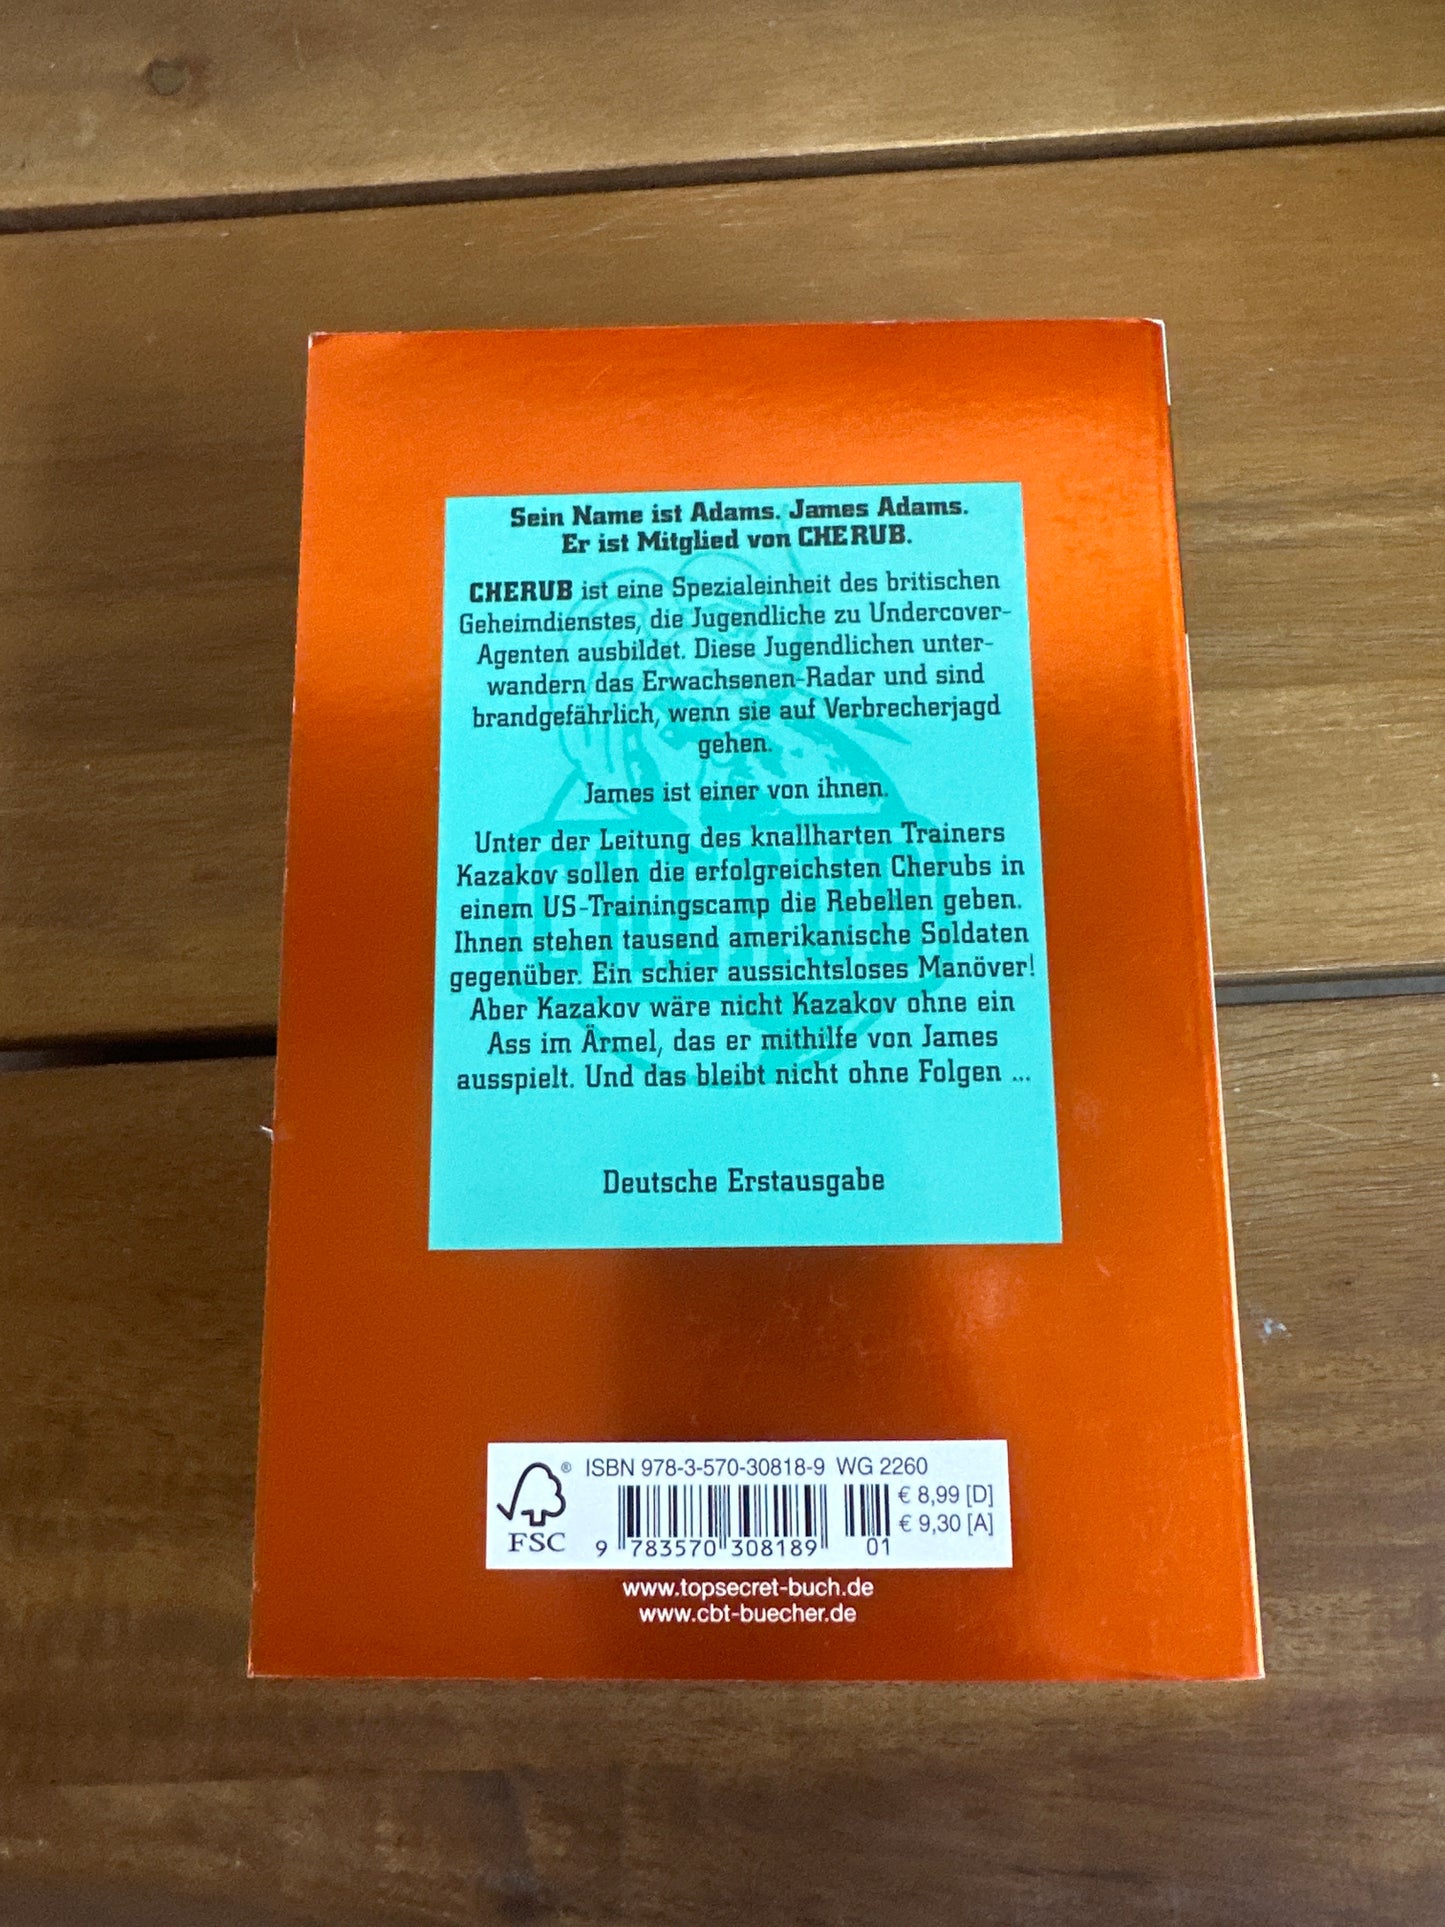 Sein Name ist Adams. James Adams.
Er ist Mitglied von CHERUB.
CHERUB ist eine Spezialeinheit des britischen
Geheimdienstes, die Jugendliche zu Undercover-
Agenten ausbildet. Diese Jugendlichen unter-
wandern das Erwachsenen-Radar und sind
brandgefährlich, wenn sie auf Verbrecherjagd
gehen.
James ist einer von ihnen.
Unter der Leitung des knallharten Trainers
Kazakov sollen die erfolgreichsten Cherubs in
einem US-Trainingscamp die Rebellen geben.
Ihnen stehen tausend amerikanische Soldaten
gegenüber. Ein schier aussichtsloses Manöver!
Aber Kazakov wäre nicht Kazakov ohne ein
Ass im Ärmel, das er mithilfe von James
ausspielt. Und das bleibt nicht ohne Folgen ...
Deutsche Erstausgabe
® ISBN 978-3-570-30818-9 WG 2260
€ 8,99 [D]
€ 9,30 [A]
FSC 9 783570 308189 01
www.topsecret-buch.de
www.cbt-buecher.de
CHERUB